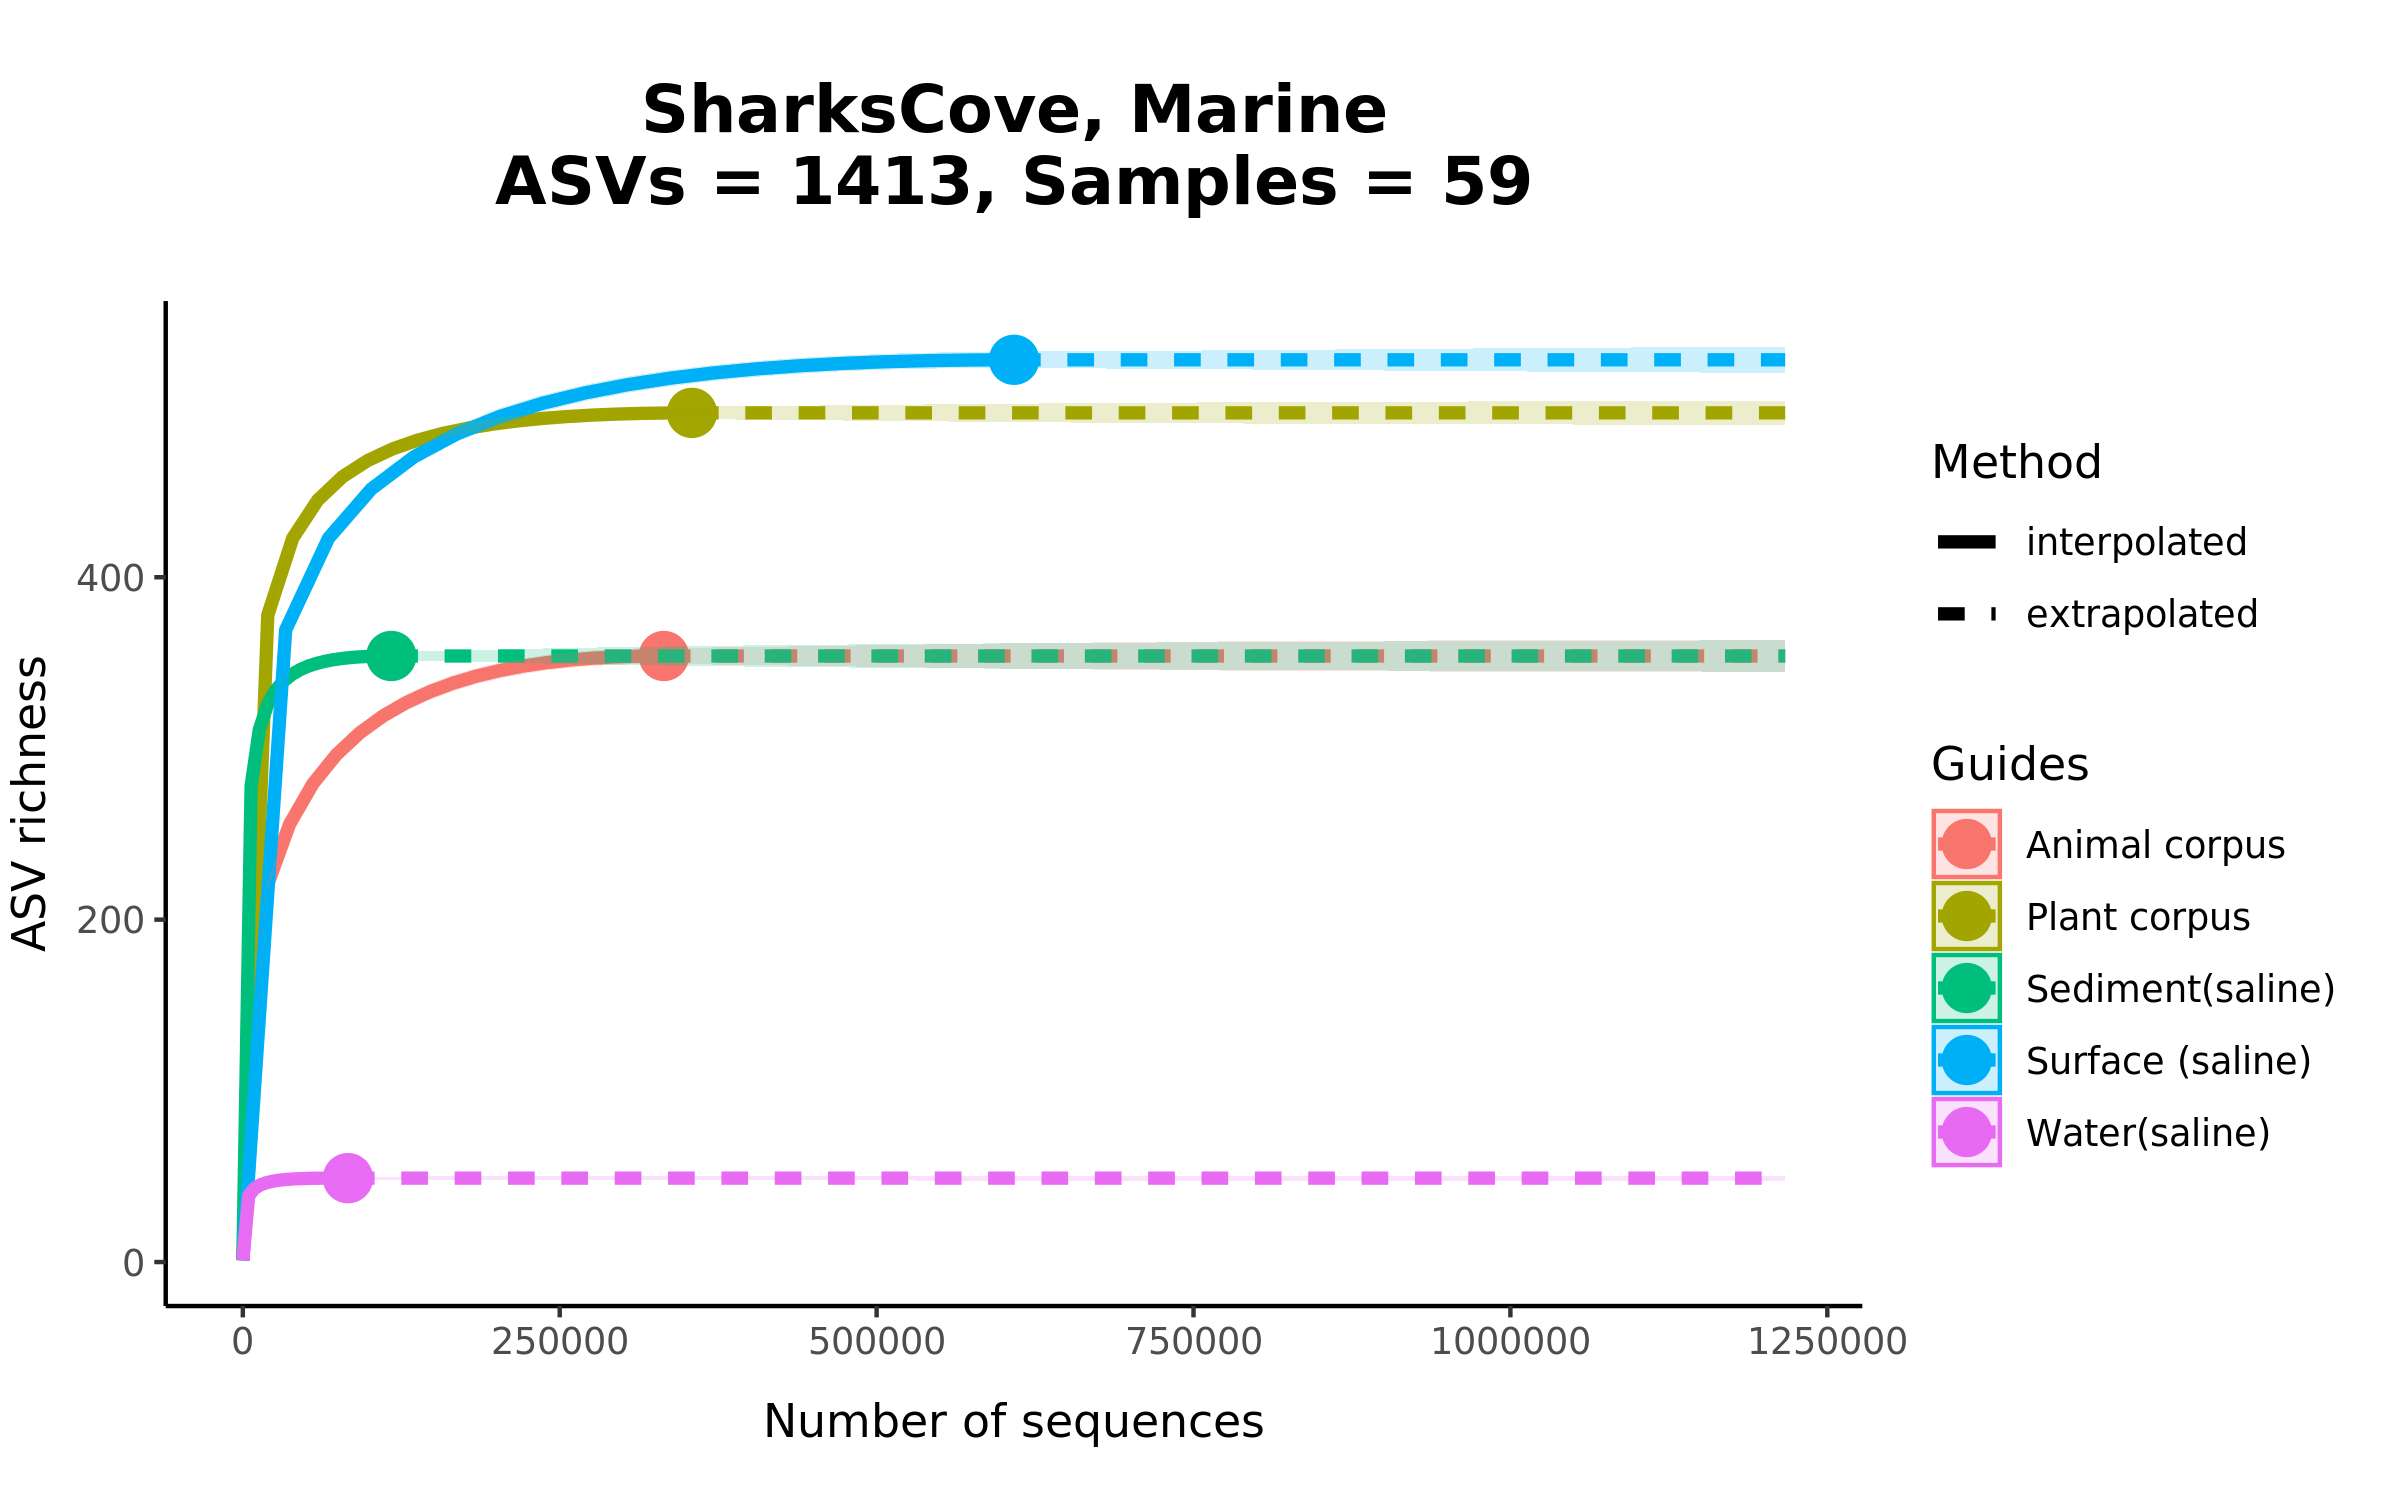 SharksCove, Marine
ASVs = 1413, Samples = 59
ASV richness
400
200
0
0 250000 500000 750000 1000000 1250000
Number of sequences
Method
interpolated
extrapolated
Guides
Animal corpus
Plant corpus
Sediment(saline)
Surface (saline)
Water(saline)